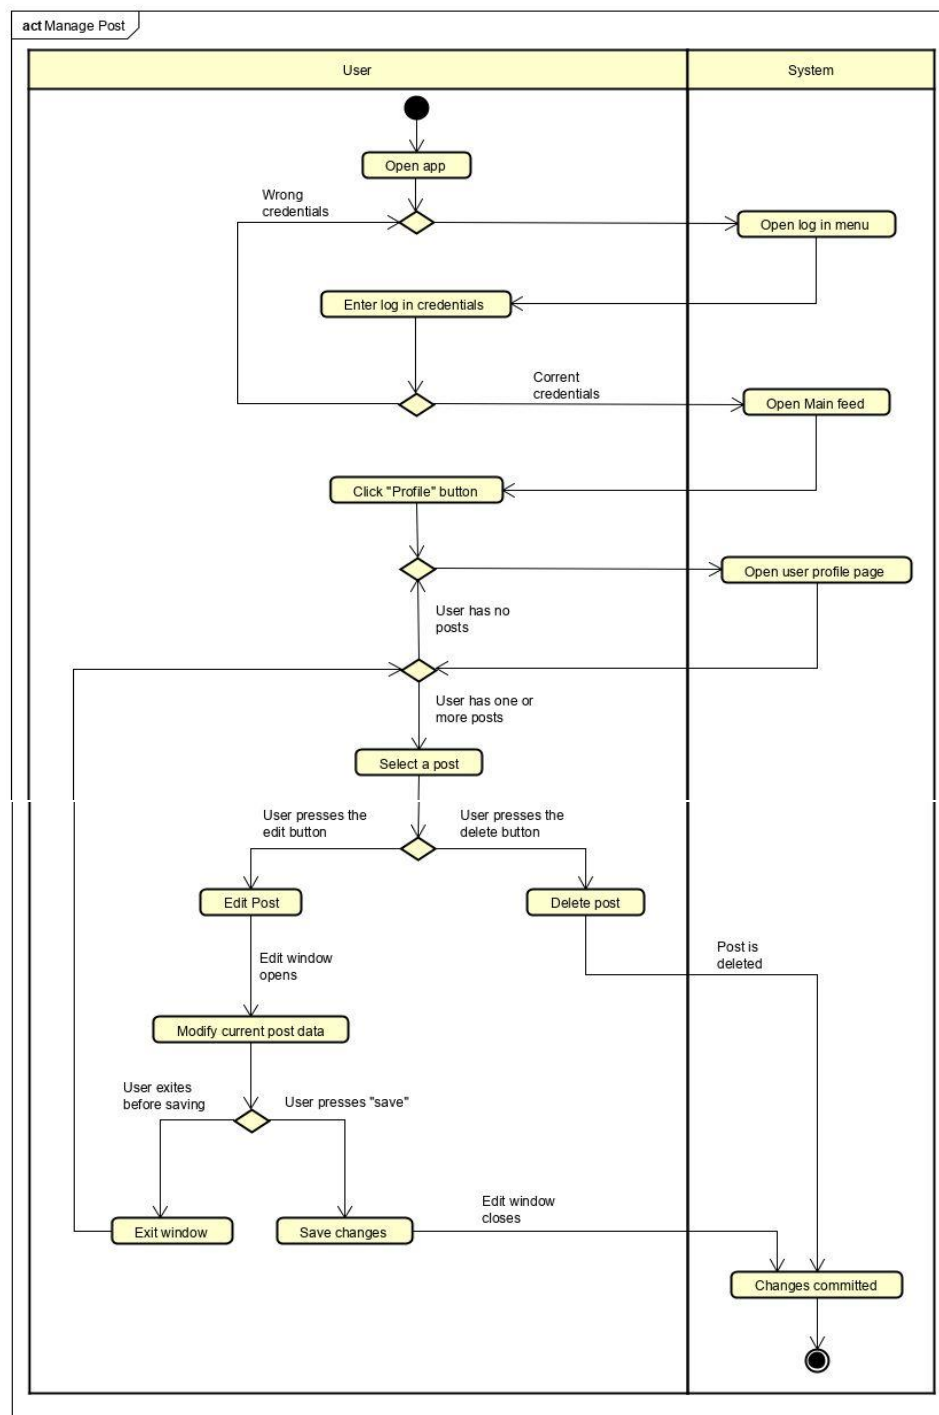 act Manage Post
User
System
Open app
Wrong
credentials
Open log in menu
Enter log in credentials
Corrent
credentials
Open Main feed
Click "Profile" button
Open user profile page
User has no
posts
User has one or
more posts
Select a post
User presses the
edit button
User presses the
delete button
Edit Post
Delete post
Edit window
opens
Post is
deleted
Modify current post data
User exites
before saving
User presses "save"
Edit window
closes
Exit window
Save changes
Changes committed